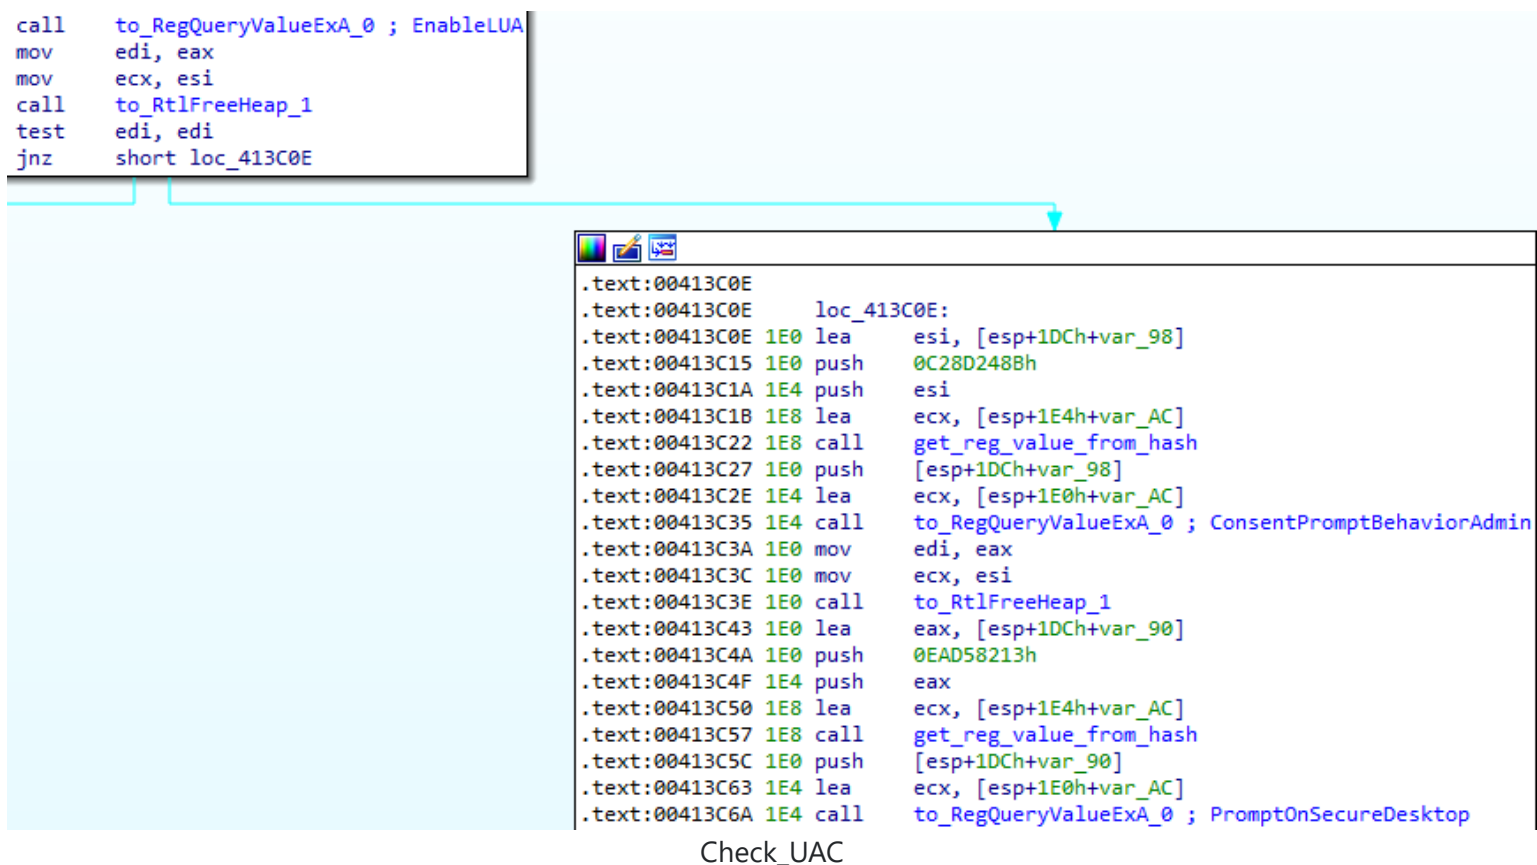 call to_RegQueryValueExA_0 ; EnableLUA
mov edi, eax
mov ecx, esi
call to_RtlFreeHeap_1
test edi, edi
jnz short loc_413C0E
.text:00413C0E
.text:00413C0E loc_413C0E:
.text:00413C0E 1E0 lea esi, [esp+1DCh+var_98]
.text:00413C15 1E0 push 0C28D248Bh
.text:00413C1A 1E4 push esi
.text:00413C1B 1E8 lea ecx, [esp+1E4h+var_AC]
.text:00413C22 1E8 call get_reg_value_from_hash
.text:00413C27 1E0 push [esp+1DCh+var_98]
.text:00413C2E 1E4 lea ecx, [esp+1E0h+var_AC]
.text:00413C35 1E4 call to_RegQueryValueExA_0 ; ConsentPromptBehaviorAdmin
.text:00413C3A 1E0 mov edi, eax
.text:00413C3C 1E0 mov ecx, esi
.text:00413C3E 1E0 call to_RtlFreeHeap_1
.text:00413C43 1E0 lea eax, [esp+1DCh+var_90]
.text:00413C4A 1E0 push 0EAD58213h
.text:00413C4F 1E4 push eax
.text:00413C50 1E8 lea ecx, [esp+1E4h+var_AC]
.text:00413C57 1E8 call get_reg_value_from_hash
.text:00413C5C 1E0 push [esp+1DCh+var_90]
.text:00413C63 1E4 lea ecx, [esp+1E0h+var_AC]
.text:00413C6A 1E4 call to_RegQueryValueExA_0 ; PromptOnSecureDesktop
Check_UAC